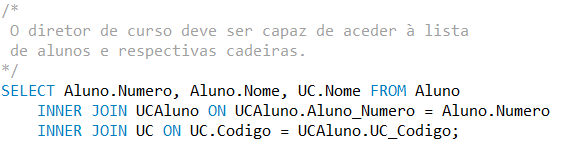 /*
O diretor de curso deve ser capaz de aceder à lista
de alunos e respectivas cadeiras.
*/
SELECT Aluno.Numero, Aluno.Nome, UC.Nome FROM Aluno
INNER JOIN UCAluno ON UCAluno.Aluno_Numero = Aluno.Numero
INNER JOIN UC ON UC.Codigo = UCAluno.UC_Codigo;